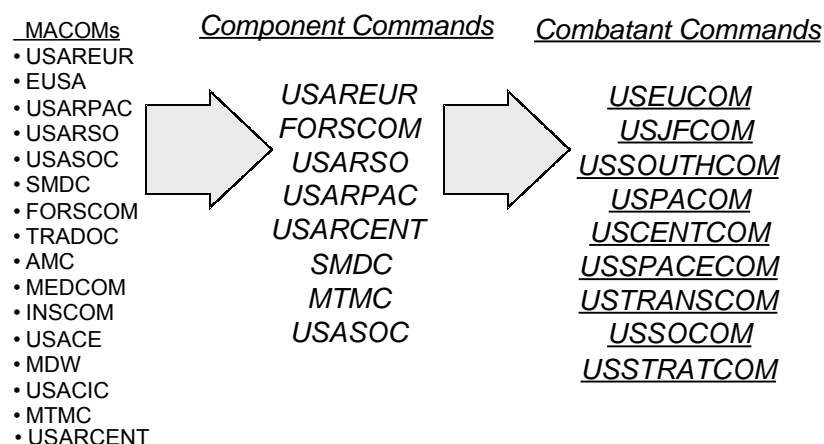 MACOMs
• USAREUR
• EUSA
• USARPAC
• USARSO
• USASOC
• SMDC
• FORSCOM
• TRADOC
• AMC
• MEDCOM
• INSCOM
• USACE
• MDW
• USACIC
• MTMC
• USARCENT
Component Commands
USAREUR
FORSCOM
USARSO
USARPAC
USARCENT
SMDC
MTMC
USASOC
Combatant Commands
USEUCOM
USJFCOM
USSOUTHCOM
USPACOM
USCENTCOM
USSPACECOM
USTRANSCOM
USSOCOM
USSTRATCOM